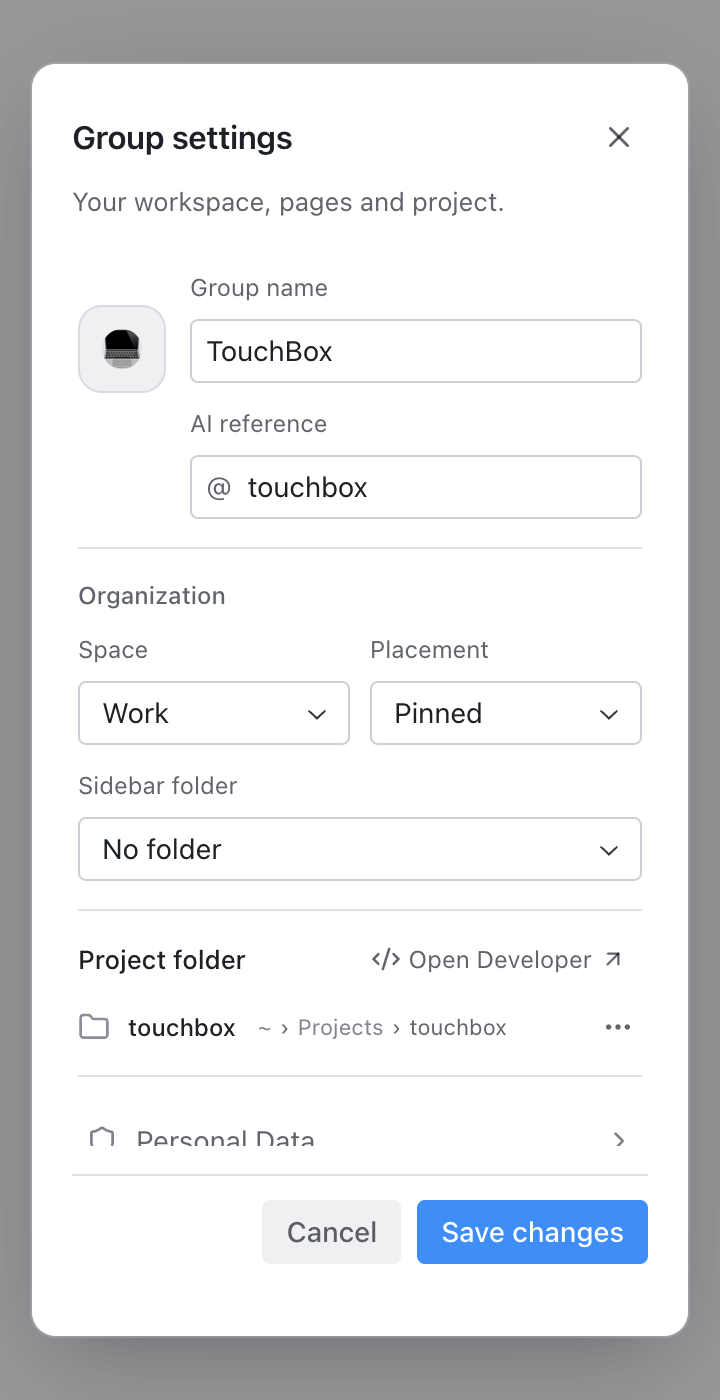 Group settings
Your workspace, pages and project.
Group name
TouchBox
AI reference
@ touchbox
Organization
Space
Placement
Work
Pinned
Sidebar folder
No folder
Project folder
</> Open Developer
touchbox ~ › Projects › touchbox
Personal Data
Cancel
Save changes